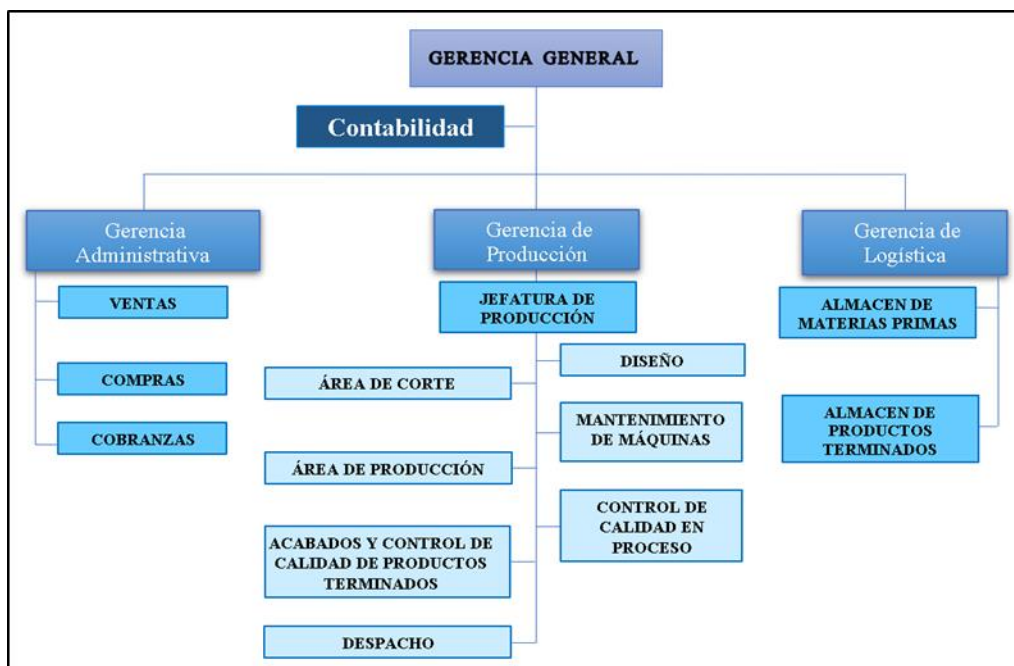 GERENCIA GENERAL
Contabilidad
Gerencia
Administrativa
VENTAS
COMPRAS
COBRANZAS
Gerencia de
Producción
JEFATURA DE
PRODUCCIÓN
DISEÑO
ÁREA DE CORTE
MANTENIMIENTO
DE MÁQUINAS
ÁREA DE PRODUCCIÓN
CONTROL DE
CALIDAD EN
PROCESO
ACABADOS Y CONTROL DE
CALIDAD DE PRODUCTOS
TERMINADOS
DESPACHO
Gerencia de
Logística
ALMACEN DE
MATERIAS PRIMAS
ALMACEN DE
PRODUCTOS
TERMINADOS